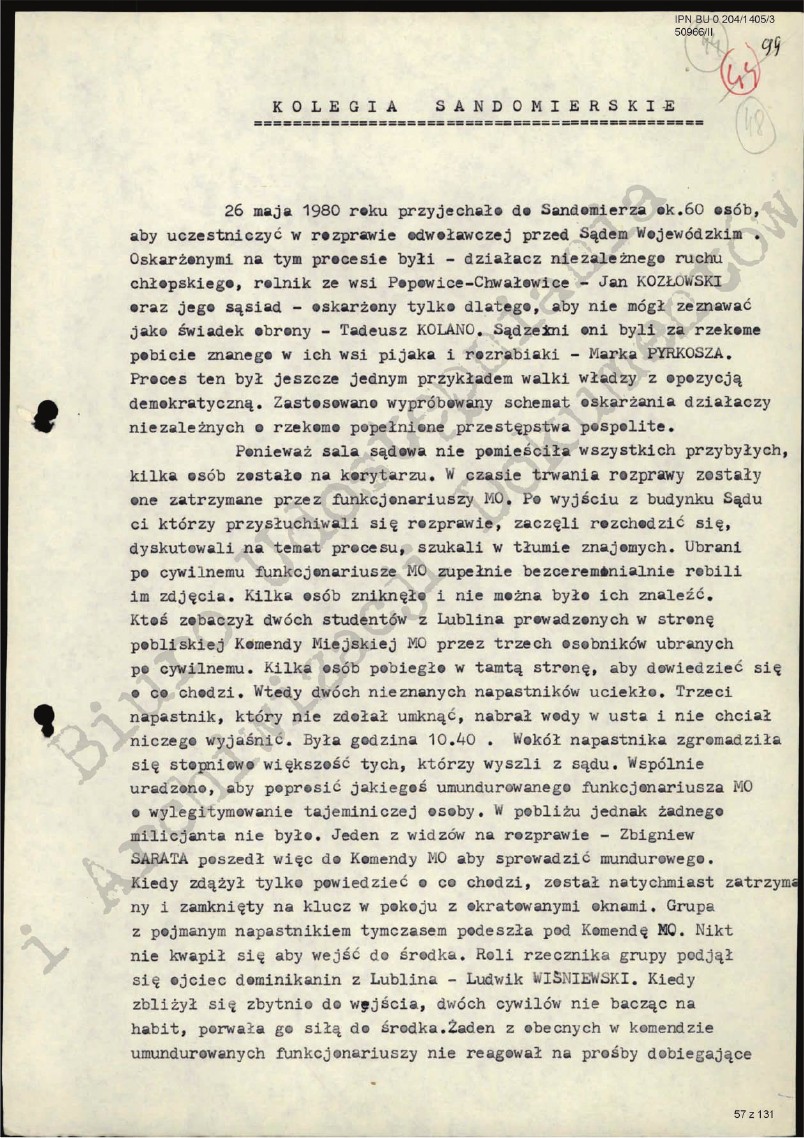 IPN BU 0 204/1405/3
50966/II
44 99
44
48
KOLEGIA SANDOMIERSKIE
================================================
26 maja 1980 roku przyjechało do Sandomierza ok.60 osób,
aby uczestniczyć w rozprawie odwoławczej przed Sądem Wojewódzkim .
Oskarżonymi na tym procesie byli - działacz niezależnego ruchu
chłopskiego, rolnik ze wsi Popowice-Chwałowice - Jan KOZŁOWSKI
oraz jego sąsiad - oskarżony tylko dlatego, aby nie mógł zeznawać
jako świadek obrony - Tadeusz KOLANO. Sądzeini oni byli za rzekome
pobicie znanego w ich wsi pijaka i rozrabiaki - Marka PYRKOSZA.
Proces ten był jeszcze jednym przykładem walki władzy z opozycją
demokratyczną. Zastosowano wypróbowany schemat oskarżania działaczy
niezależnych o rzekomo popełnione przestępstwa pospolite.
Ponieważ sala sądowa nie pomieściła wszystkich przybyłych,
kilka osób zostało na korytarzu. W czasie trwania rozprawy zostały
one zatrzymane przez funkcjonariuszy MO. Po wyjściu z budynku Sądu
ci którzy przysłuchiwali się rozprawie, zaczęli rozchodzić się,
dyskutowali na temat procesu, szukali w tłumie znajomych. Ubrani
po cywilnemu funkcjonariusze MO zupełnie bezceremonialnie robili
im zdjęcia. Kilka osób zniknęło i nie można było ich znaleźć.
Ktoś zobaczył dwóch studentów z Lublina prowadzonych w stronę
pobliskiej Komendy Miejskiej MO przez trzech osobników ubranych
po cywilnemu. Kilka osób pobiegło w tamtą stronę, aby dowiedzieć się
o co chodzi. Wtedy dwóch nieznanych napastników uciekło. Trzeci
napastnik, który nie zdołał umknąć, nabrał wody w usta i nie chciał
niczego wyjaśnić. Była godzina 10.40 . Wokół napastnika zgromadziła
się stopniowo większość tych, którzy wyszli z sądu. Wspólnie
uradzono, aby poprosić jakiegoś umundurowanego funkcjonariusza MO
o wylegitymowanie tajeminiczej osoby. W pobliżu jednak żadnego
milicjanta nie było. Jeden z widzów na rozprawie - Zbigniew
SARATA poszedł więc do Komendy MO aby sprowadzić mundurowego.
Kiedy zdążył tylko powiedzieć o co chodzi, został natychmiast zatrzyma
ny i zamknięty na klucz w pokoju z okratowanymi oknami. Grupa
z pojmanym napastnikiem tymczasem podeszła pod Komendę MO. Nikt
nie kwapił się aby wejść do środka. Roli rzecznika grupy podjął
się ojciec dominikanin z Lublina - Ludwik WIŚNIEWSKI. Kiedy
zbliżył się zbytnio do wejścia, dwóch cywilów nie bacząc na
habit, porwała go siłą do środka.Żaden z obecnych w komendzie
umundurowanych funkcjonariuszy nie reagował na prośby dobiegające
Biuro Udostępniania
i Archiwizacji Dokumentów
57 z 131